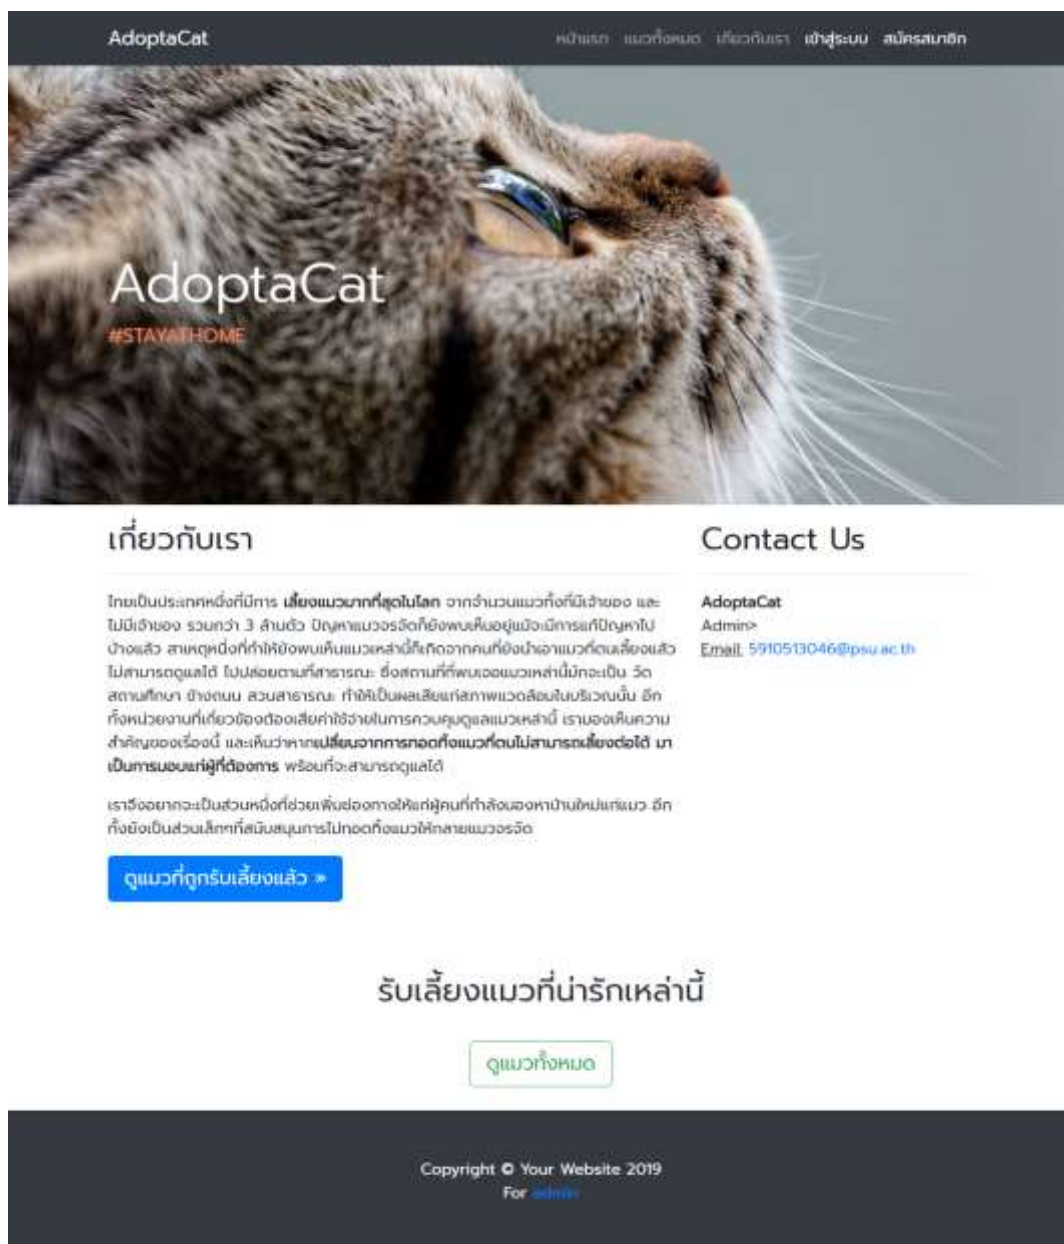 AdoptaCat
หน้าแรก แมวทั้งหมด เกี่ยวกับเรา เข้าสู่ระบบ สมัครสมาชิก
AdoptaCat
#STAYATHOME
เกี่ยวกับเรา
ไทยเป็นประเทศหนึ่งที่มีการ เลี้ยงแมวมากที่สุดในโลก จากจำนวนแมวทั้งที่มีเจ้าของ และ
ไม่มีเจ้าของ รวมกว่า 3 ล้านตัว ปัญหาแมวจรจัดก็ยังพบเห็นอยู่แม้จะมีการแก้ปัญหาไป
บ้างแล้ว สาเหตุหนึ่งที่ทำให้ยังพบเห็นแมวเหล่านี้ก็เกิดจากคนที่ยังนำเอาแมวที่ตนเลี้ยงแล้ว
ไม่สามารถดูแลได้ ไปปล่อยตามที่สาธารณะ ซึ่งสถานที่ที่พบเจอแมวเหล่านี้มักจะเป็น วัด
สถานศึกษา ข้างถนน สวนสาธารณะ ทำให้เป็นผลเสียแก่สภาพแวดล้อมในบริเวณนั้น อีก
ทั้งหน่วยงานที่เกี่ยวข้องต้องเสียค่าใช้จ่ายในการควบคุมดูแลแมวเหล่านี้ เรามองเห็นความ
สำคัญของเรื่องนี้ และเห็นว่าหากเปลี่ยนจากการทอดทิ้งแมวที่ตนไม่สามารถเลี้ยงต่อได้ มา
เป็นการมอบแก่ผู้ที่ต้องการ พร้อมที่จะสามารถดูแลได้
เราจึงอยากจะเป็นส่วนหนึ่งที่ช่วยเพิ่มช่องทางให้แก่ผู้คนที่กำลังมองหาบ้านใหม่แก่แมว อีก
ทั้งยังเป็นส่วนเล็กๆที่สนับสนุนการไม่ทอดทิ้งแมวให้กลายแมวจรจัด
ดูแมวที่ถูกรับเลี้ยงแล้ว »
Contact Us
AdoptaCat
Admin>
Email: 5910513046@psu.ac.th
รับเลี้ยงแมวที่น่ารักเหล่านี้
ดูแมวทั้งหมด
Copyright © Your Website 2019
For admin